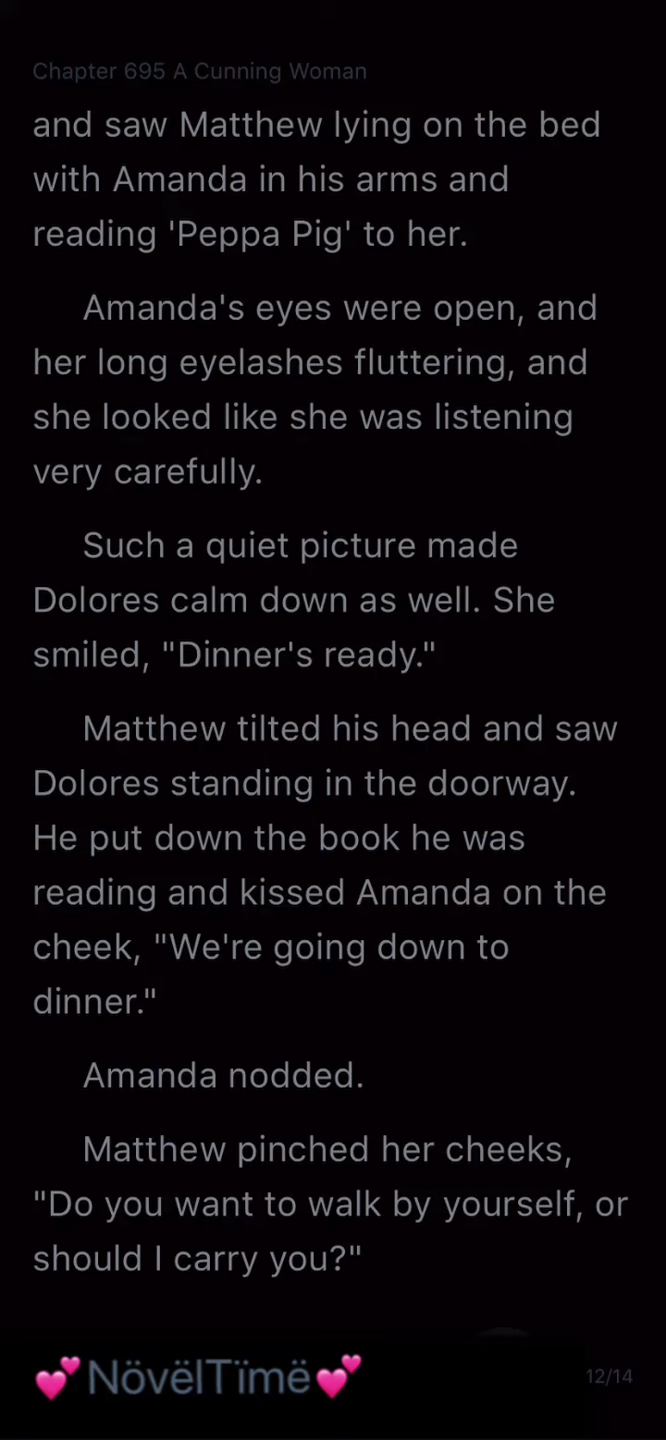 Chapter 695 A Cunning Woman
and saw Matthew lying on the bed
with Amanda in his arms and
reading 'Peppa Pig' to her.
Amanda's eyes were open, and
her long eyelashes fluttering, and
she looked like she was listening
very carefully.
Such a quiet picture made
Dolores calm down as well. She
smiled, "Dinner's ready."
Matthew tilted his head and saw
Dolores standing in the doorway.
He put down the book he was
reading and kissed Amanda on the
cheek, "We're going down to
dinner."
Amanda nodded.
Matthew pinched her cheeks,
"Do you want to walk by yourself, or
should I carry you?"
💕NövëlTïmë💕
12/14